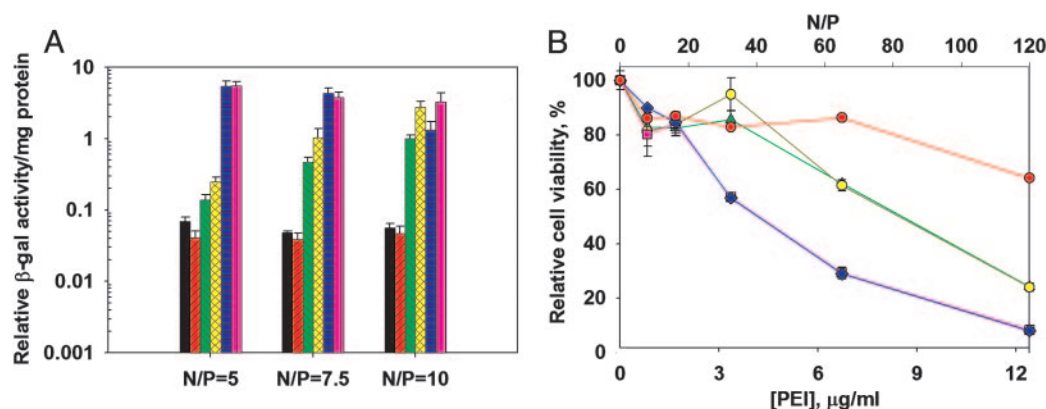 A
Relative β-gal activity/mg protein
10
1
0.1
0.01
0.001
N/P=5 N/P=7.5 N/P=10
B
N/P
0 20 40 60 80 100 120
Relative cell viability, %
100
80
60
40
20
0
0 3 6 9 12
[PEI], μg/ml